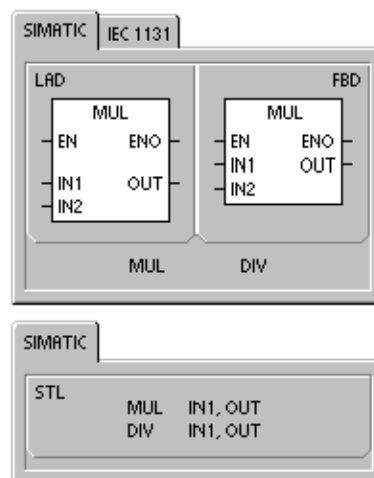 SIMATIC IEC 1131
LAD FBD
MUL MUL
EN ENO EN ENO
IN1 OUT IN1 OUT
IN2 IN2
MUL DIV
SIMATIC
STL
MUL IN1, OUT
DIV IN1, OUT